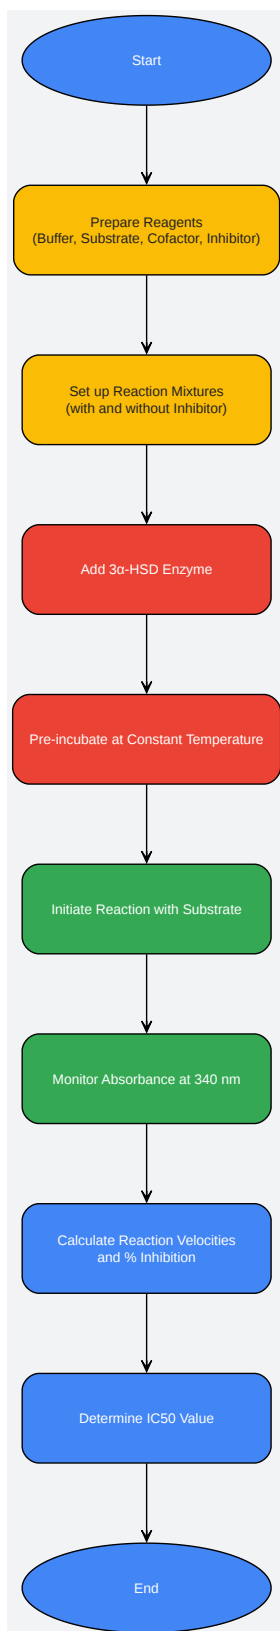 Start
Prepare Reagents
(Buffer, Substrate, Cofactor, Inhibitor)
Set up Reaction Mixtures
(with and without Inhibitor)
Add 3α-HSD Enzyme
Pre-incubate at Constant Temperature
Initiate Reaction with Substrate
Monitor Absorbance at 340 nm
Calculate Reaction Velocities
and % Inhibition
Determine IC50 Value
End